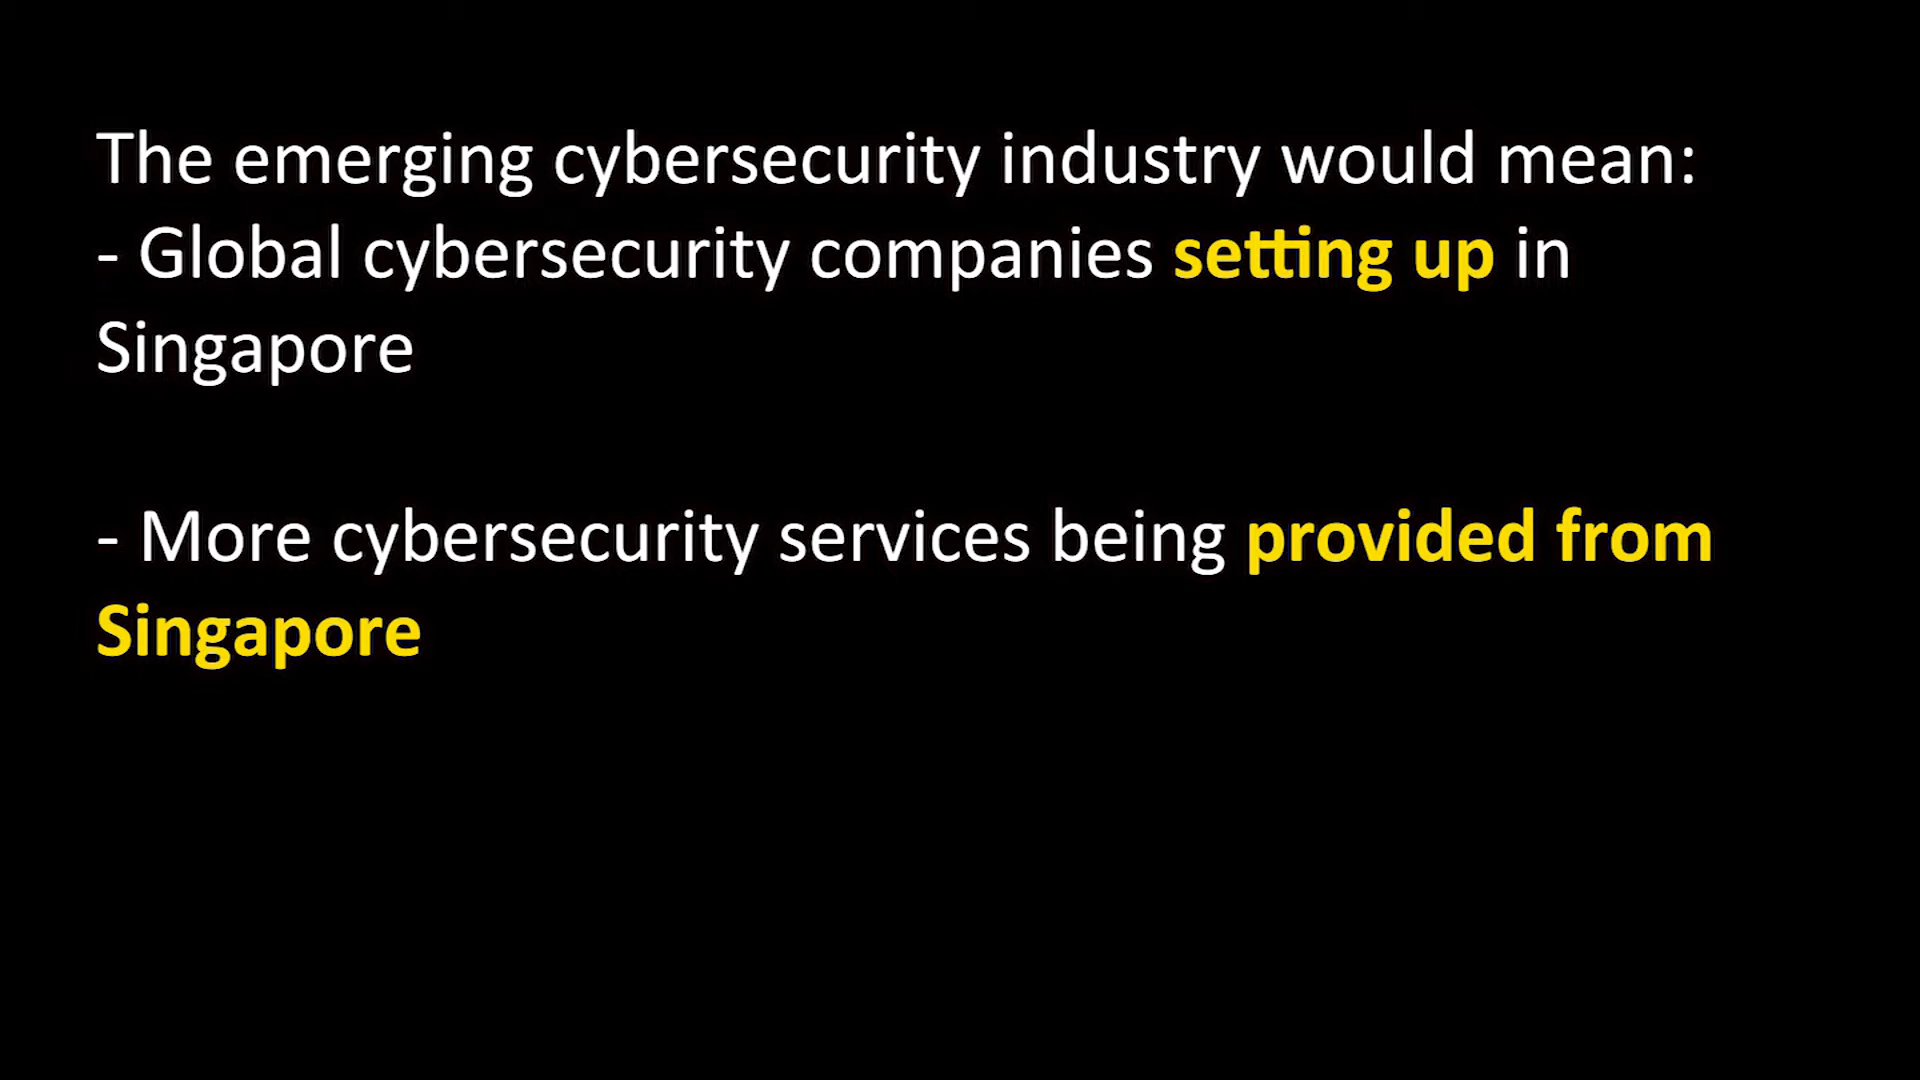 The emerging cybersecurity industry would mean:
- Global cybersecurity companies setting up in
Singapore
- More cybersecurity services being provided from
Singapore